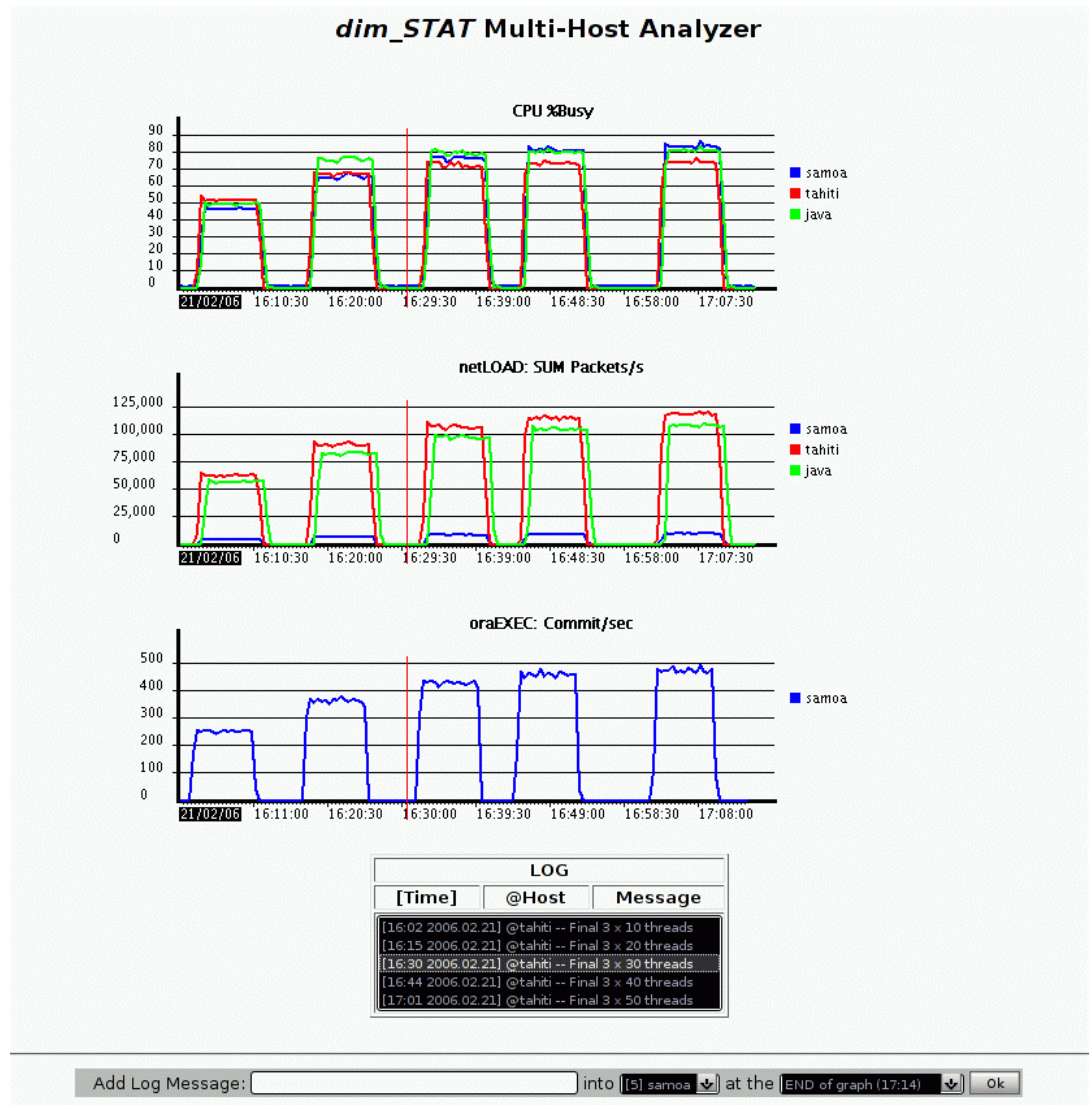 dim_STAT Multi-Host Analyzer
CPU %Busy
90
80
70
60
50
40
30
20
10
0
samoa
tahiti
java
21/02/06 16:10:30 16:20:00 16:29:30 16:39:00 16:48:30 16:58:00 17:07:30
netLOAD: SUM Packets/s
125,000
100,000
75,000
50,000
25,000
0
samoa
tahiti
java
21/02/06 16:10:30 16:20:00 16:29:30 16:39:00 16:48:30 16:58:00 17:07:30
oraEXEC: Commit/sec
500
400
300
200
100
0
samoa
21/02/06 16:11:00 16:20:30 16:30:00 16:39:30 16:49:00 16:58:30 17:08:00
LOG
[Time] @Host Message
[16:02 2006.02.21] @tahiti -- Final 3 x 10 threads
[16:15 2006.02.21] @tahiti -- Final 3 x 20 threads
[16:30 2006.02.21] @tahiti -- Final 3 x 30 threads
[16:44 2006.02.21] @tahiti -- Final 3 x 40 threads
[17:01 2006.02.21] @tahiti -- Final 3 x 50 threads
Add Log Message: into [5] samoa at the END of graph (17:14) Ok